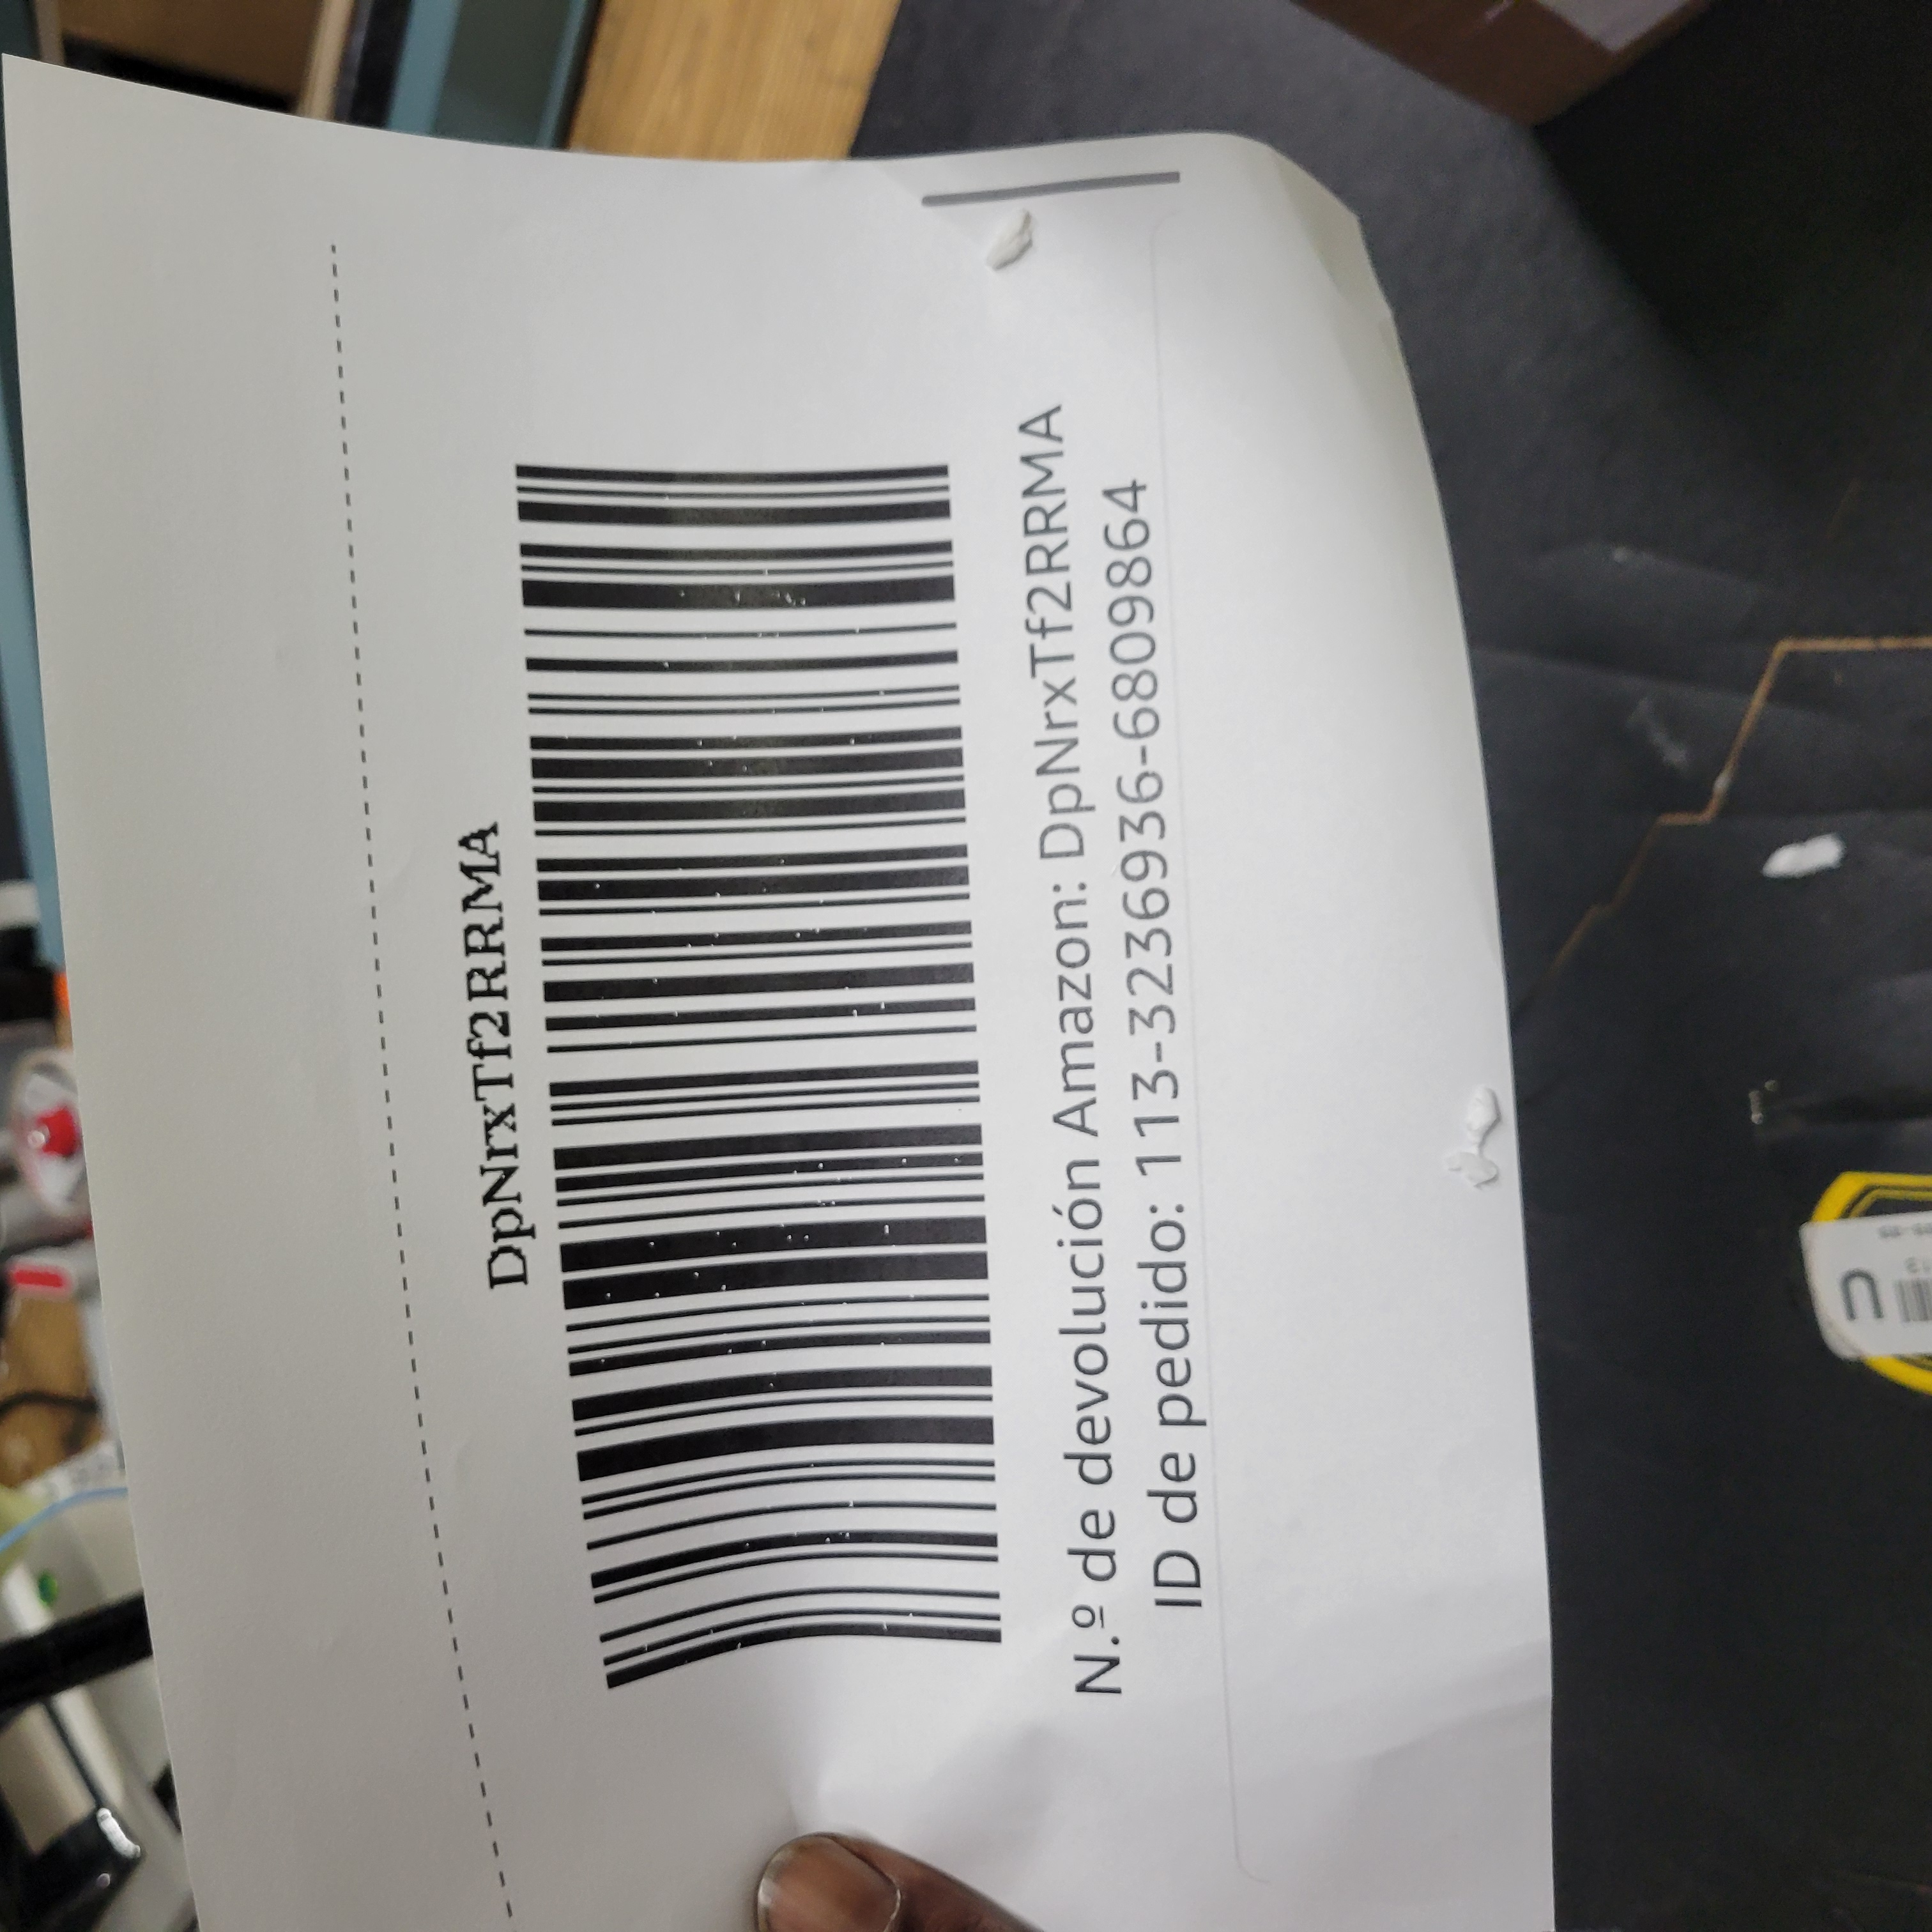 DpNrxTf2RRMA
N.º de devolución Amazon: DpNrxTf2RRMA
ID de pedido: 113-3236936-6809864
U